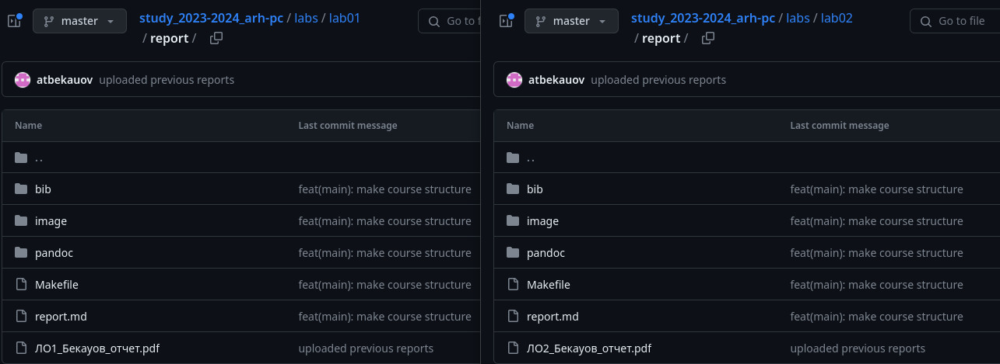 master study_2023-2024_arh-pc / labs / lab01
/ report /
Go to f
atbekauov uploaded previous reports
Name Last commit message
..
bib feat(main): make course structure
image feat(main): make course structure
pandoc feat(main): make course structure
Makefile feat(main): make course structure
report.md feat(main): make course structure
ЛО1_Бекауов_отчет.pdf uploaded previous reports
master study_2023-2024_arh-pc / labs / lab02
/ report /
Go to file
atbekauov uploaded previous reports
Name Last commit message
..
bib feat(main): make course structure
image feat(main): make course structure
pandoc feat(main): make course structure
Makefile feat(main): make course structure
report.md feat(main): make course structure
ЛО2_Бекауов_отчет.pdf uploaded previous reports